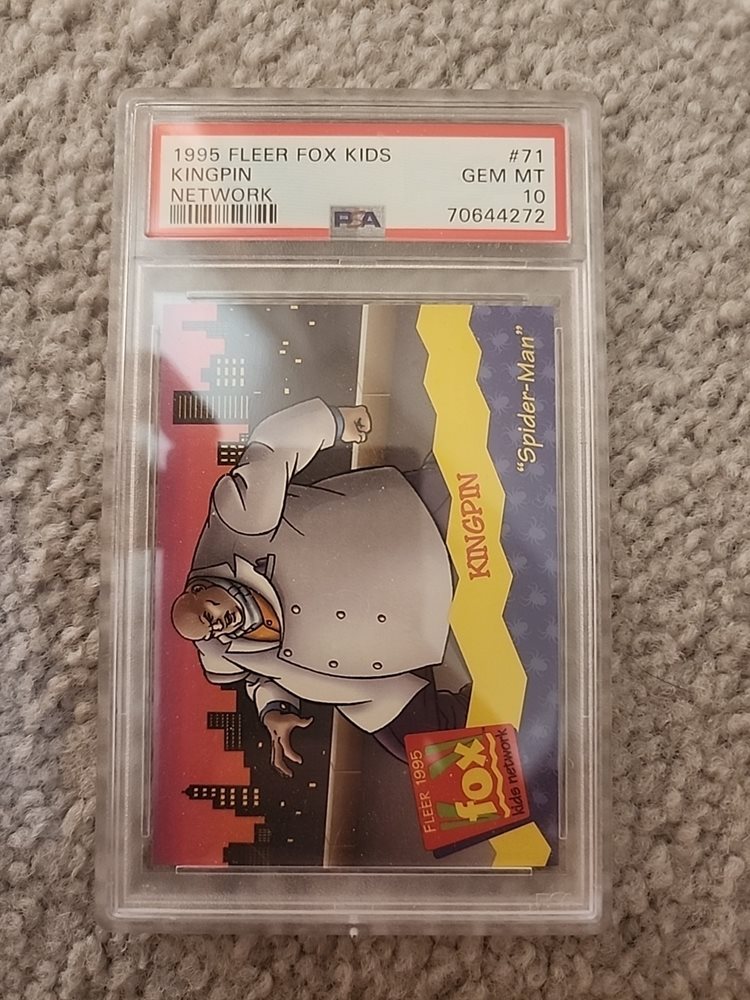 1995 FLEER FOX KIDS #71
KINGPIN GEM MT
NETWORK 10
PSA 70644272
"Spider-Man"
KINGPIN
FLEER 1995
fox
kids network